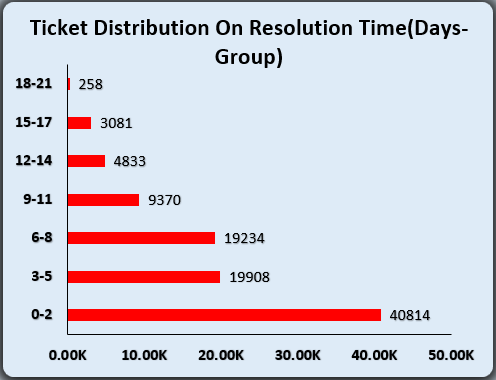 Ticket Distribution On Resolution Time(Days-
Group)
18-21 258
15-17 3081
12-14 4833
9-11 9370
6-8 19234
3-5 19908
0-2 40814
0.00K 10.00K 20.00K 30.00K 40.00K 50.00K